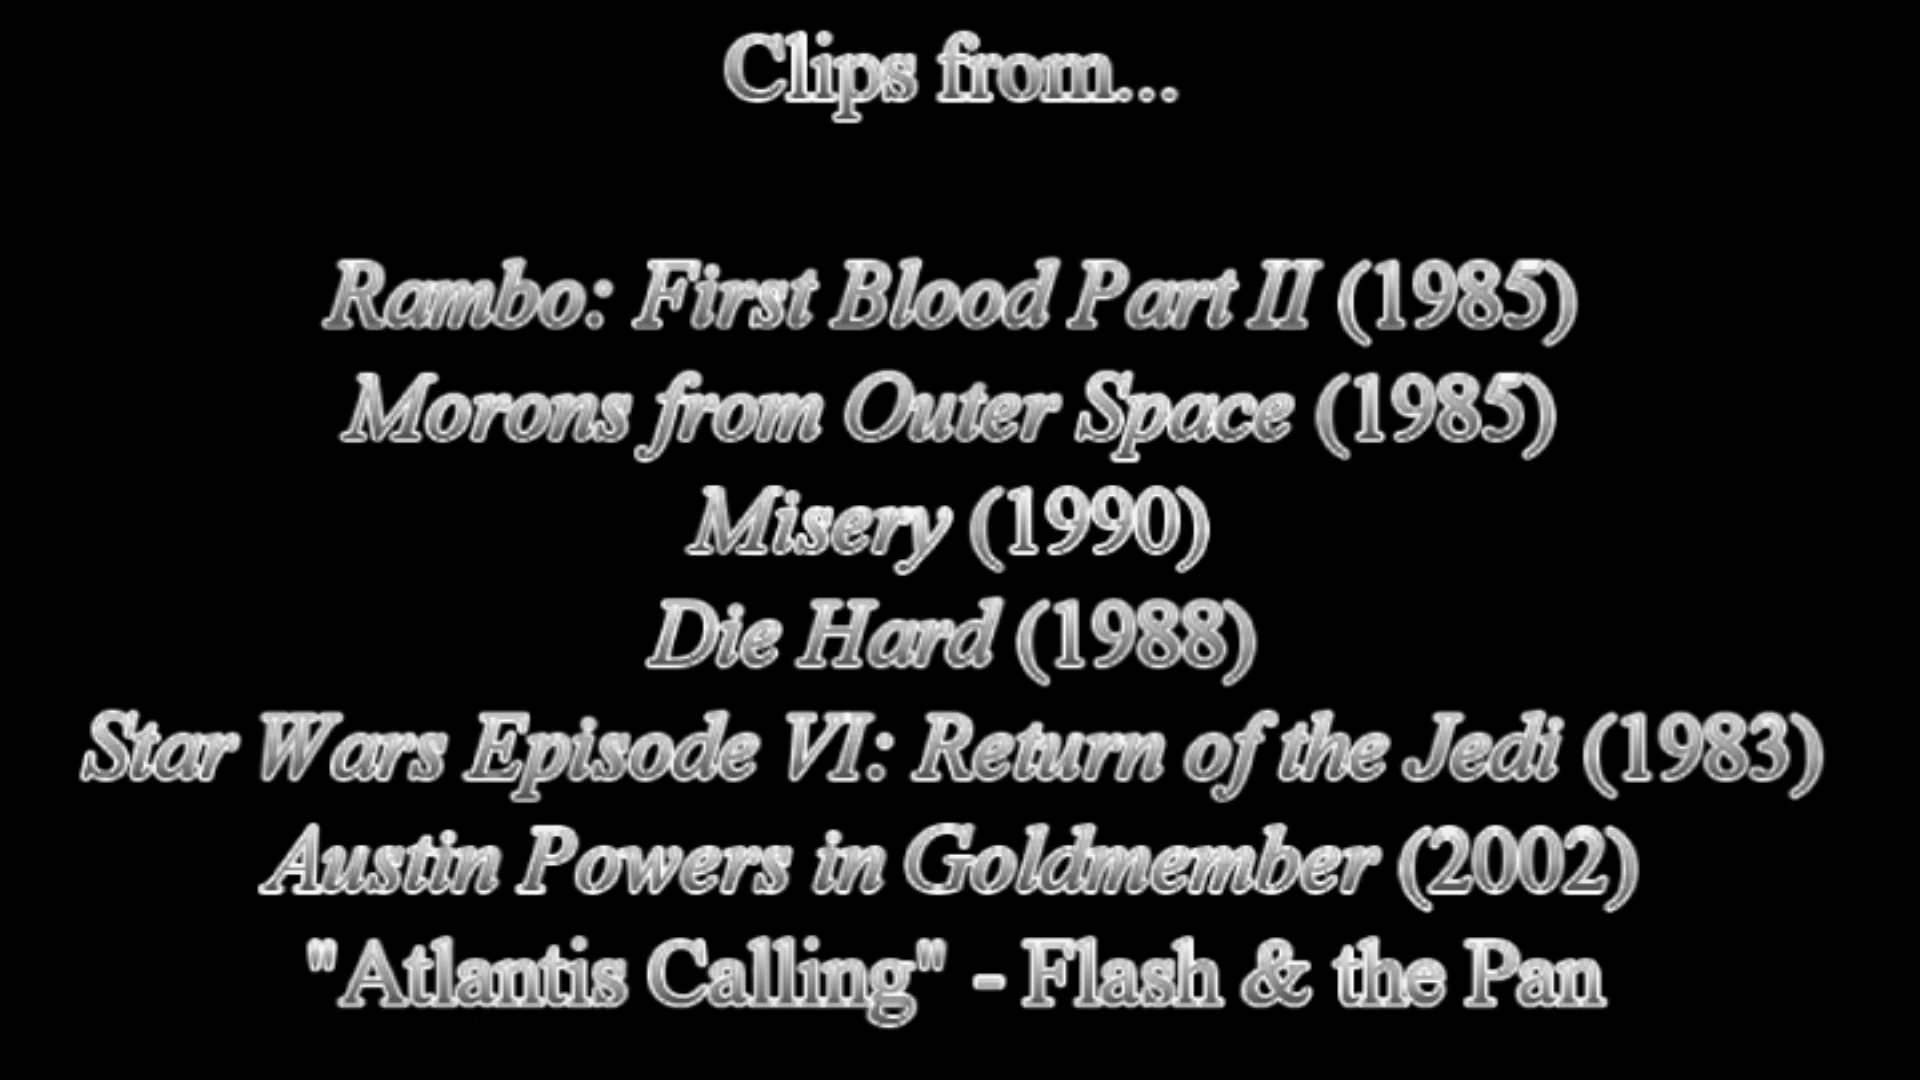 Clips from...
Rambo: First Blood Part II (1985)
Morons from Outer Space (1985)
Misery (1990)
Die Hard (1988)
Star Wars Episode VI: Return of the Jedi (1983)
Austin Powers in Goldmember (2002)
"Atlantis Calling" - Flash & the Pan